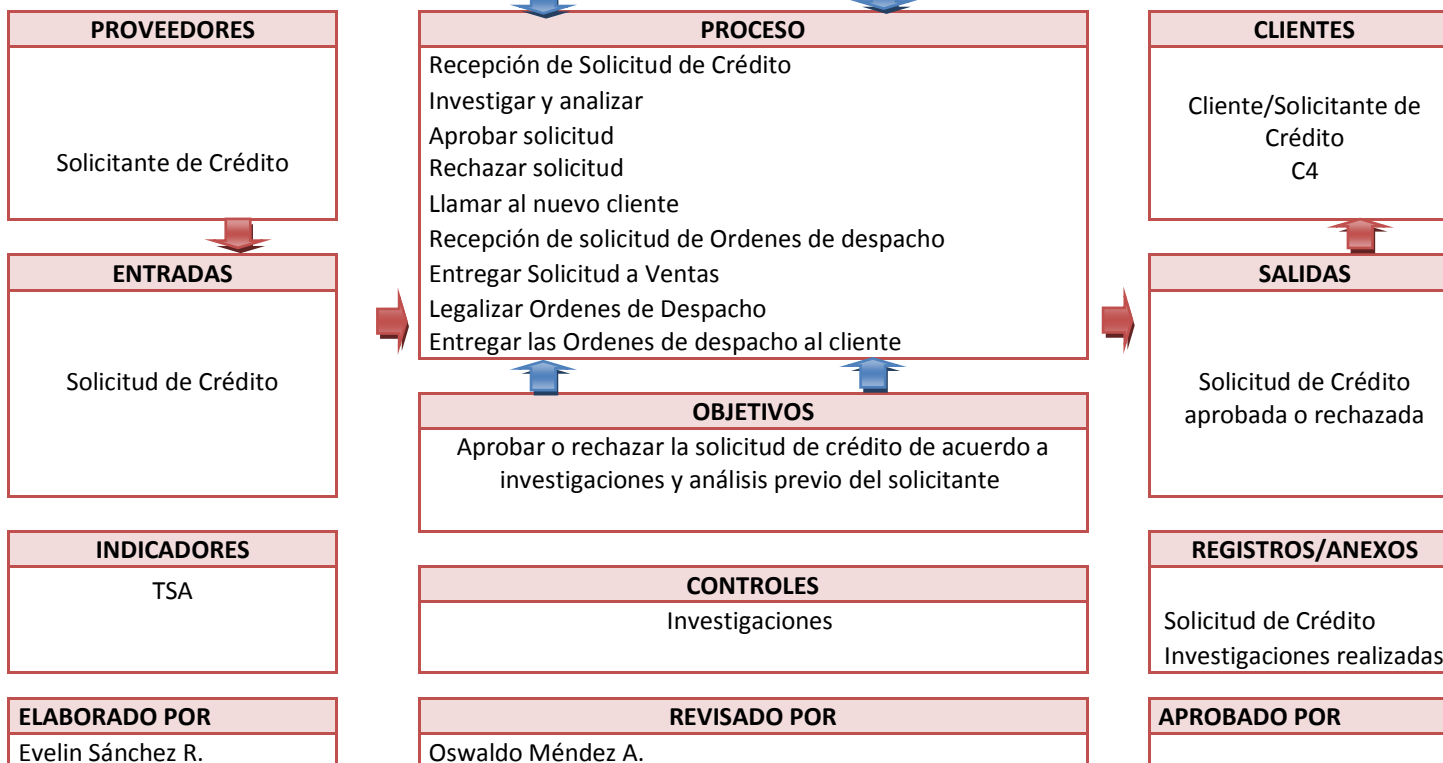 PROVEEDORES
Solicitante de Crédito
ENTRADAS
Solicitud de Crédito
INDICADORES
TSA
ELABORADO POR
Evelin Sánchez R.
PROCESO
Recepción de Solicitud de Crédito
Investigar y analizar
Aprobar solicitud
Rechazar solicitud
Llamar al nuevo cliente
Recepción de solicitud de Ordenes de despacho
Entregar Solicitud a Ventas
Legalizar Ordenes de Despacho
Entregar las Ordenes de despacho al cliente
OBJETIVOS
Aprobar o rechazar la solicitud de crédito de acuerdo a
investigaciones y análisis previo del solicitante
CONTROLES
Investigaciones
REVISADO POR
Oswaldo Méndez A.
CLIENTES
Cliente/Solicitante de
Crédito
C4
SALIDAS
Solicitud de Crédito
aprobada o rechazada
REGISTROS/ANEXOS
Solicitud de Crédito
Investigaciones realizadas
APROBADO POR